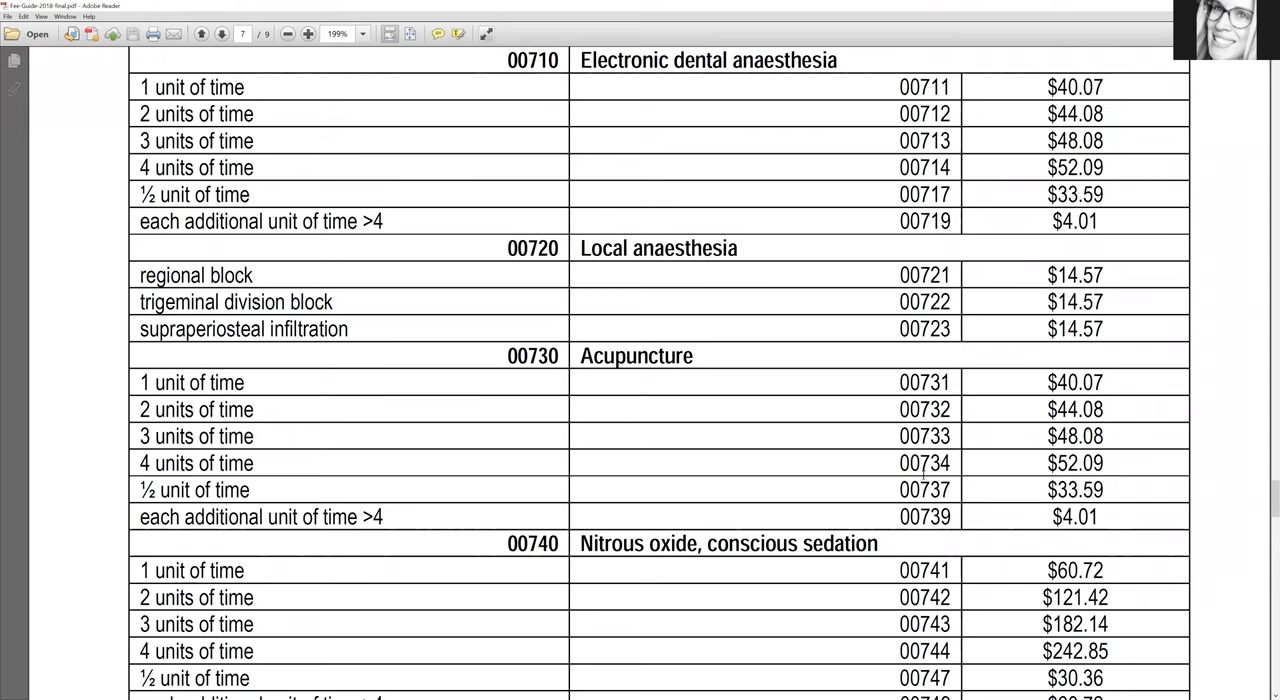 Fee-Guide-2018-final.pdf - Adobe Reader
File Edit View Window Help
Open 7 / 9 199%
00710 Electronic dental anaesthesia
1 unit of time 00711 $40.07
2 units of time 00712 $44.08
3 units of time 00713 $48.08
4 units of time 00714 $52.09
½ unit of time 00717 $33.59
each additional unit of time >4 00719 $4.01
00720 Local anaesthesia
regional block 00721 $14.57
trigeminal division block 00722 $14.57
supraperiosteal infiltration 00723 $14.57
00730 Acupuncture
1 unit of time 00731 $40.07
2 units of time 00732 $44.08
3 units of time 00733 $48.08
4 units of time 00734 $52.09
½ unit of time 00737 $33.59
each additional unit of time >4 00739 $4.01
00740 Nitrous oxide, conscious sedation
1 unit of time 00741 $60.72
2 units of time 00742 $121.42
3 units of time 00743 $182.14
4 units of time 00744 $242.85
½ unit of time 00747 $30.36